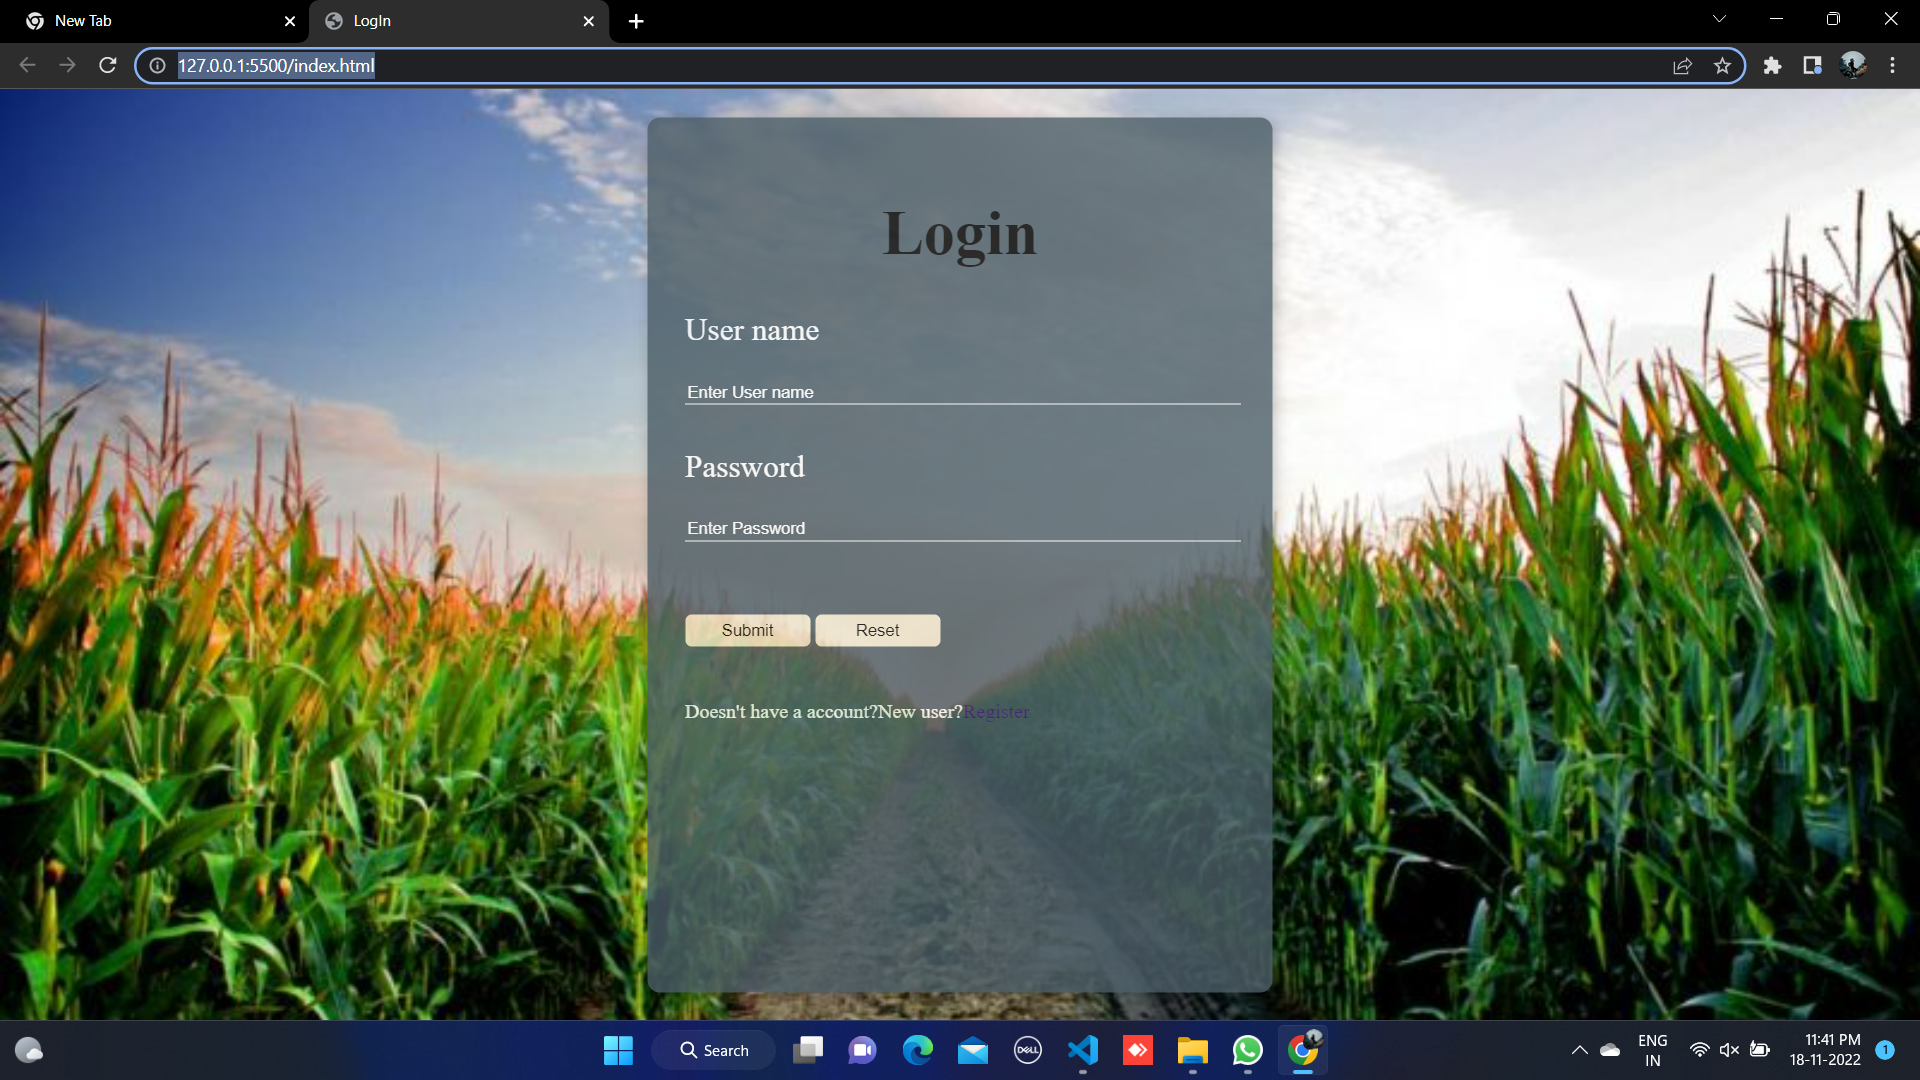 New Tab
LogIn
127.0.0.1:5500/index.html
Login
User name
Enter User name
Password
Enter Password
Submit Reset
Doesn't have a account?New user?Register
Search
DELL
ENG
IN
11:41 PM
18-11-2022
1